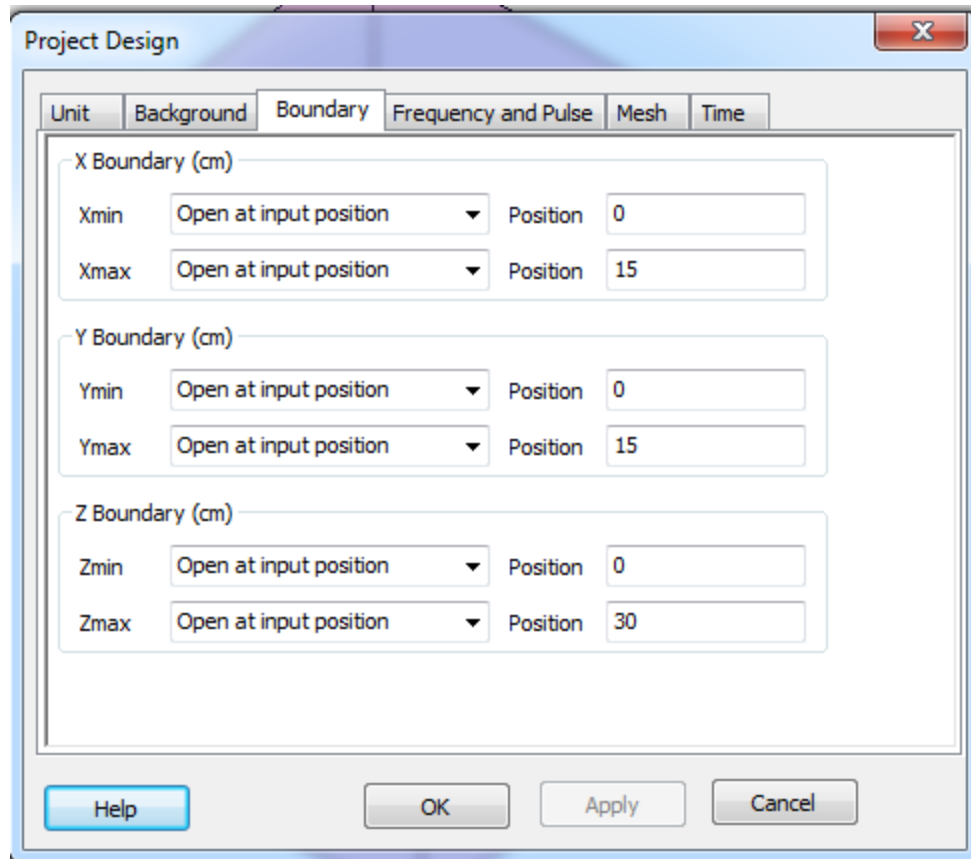 Project Design
Unit Background Boundary Frequency and Pulse Mesh Time
X Boundary (cm)
Xmin Open at input position Position 0
Xmax Open at input position Position 15
Y Boundary (cm)
Ymin Open at input position Position 0
Ymax Open at input position Position 15
Z Boundary (cm)
Zmin Open at input position Position 0
Zmax Open at input position Position 30
Help OK Apply Cancel